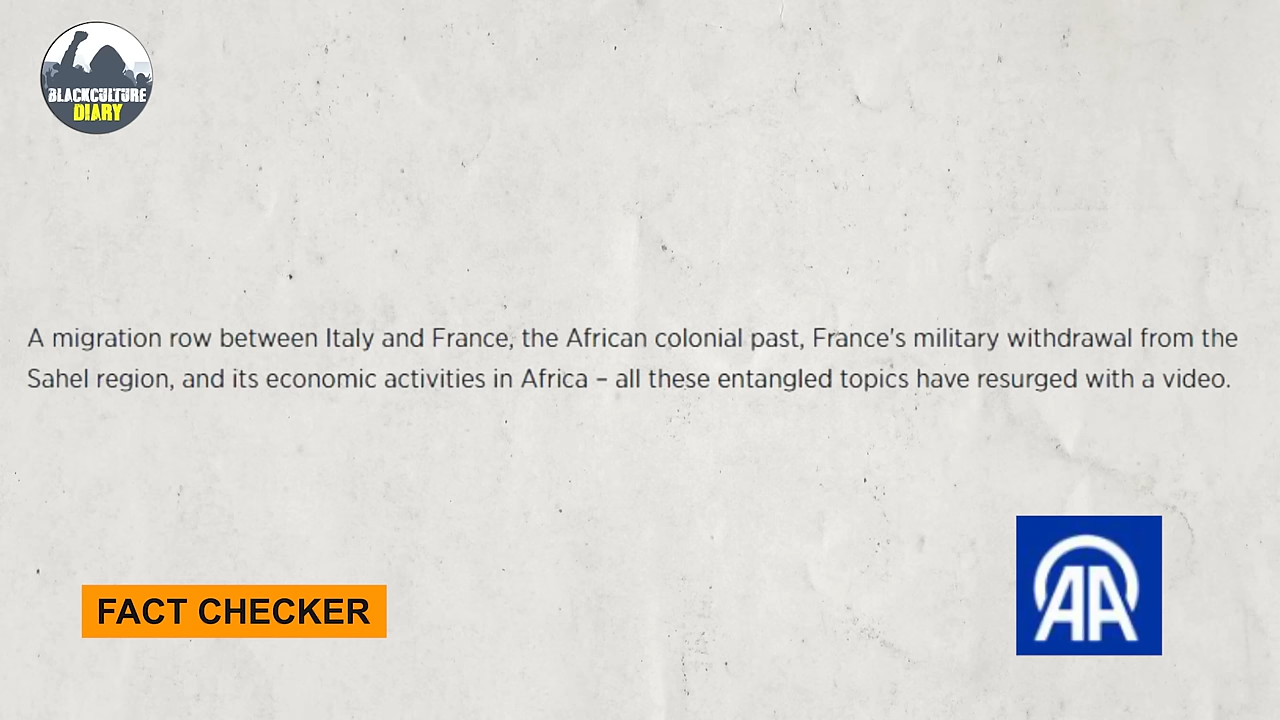 BLACKCULTURE
DIARY
A migration row between Italy and France, the African colonial past, France's military withdrawal from the
Sahel region, and its economic activities in Africa – all these entangled topics have resurged with a video.
FACT CHECKER
AA